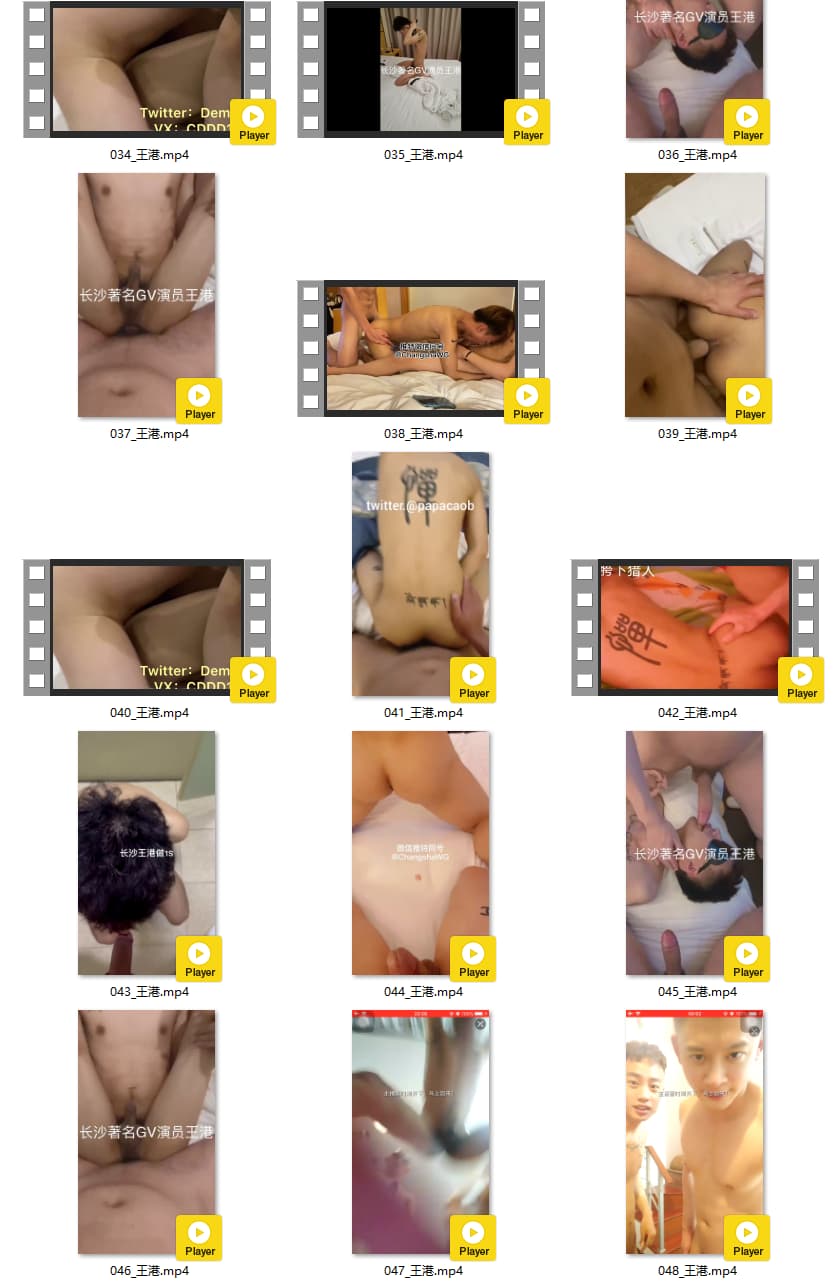 Twitter: Dem
VX: CDDD
Player
034_王港.mp4
长沙著名GV演员王港
Player
035_王港.mp4
长沙著名GV演员王港
Player
036_王港.mp4
长沙著名GV演员王港
Player
037_王港.mp4
@ChangshaWG
Player
038_王港.mp4
Player
039_王港.mp4
Twitter: Dem
VX: CDDD
Player
040_王港.mp4
twitter.@papacaob
禪
Player
041_王港.mp4
胯下猎人
禪
Player
042_王港.mp4
长沙王港做1S
Player
043_王港.mp4
微信推特同号
@ChangshaWG
Player
044_王港.mp4
长沙著名GV演员王港
Player
045_王港.mp4
长沙著名GV演员王港
Player
046_王港.mp4
Player
047_王港.mp4
Player
048_王港.mp4